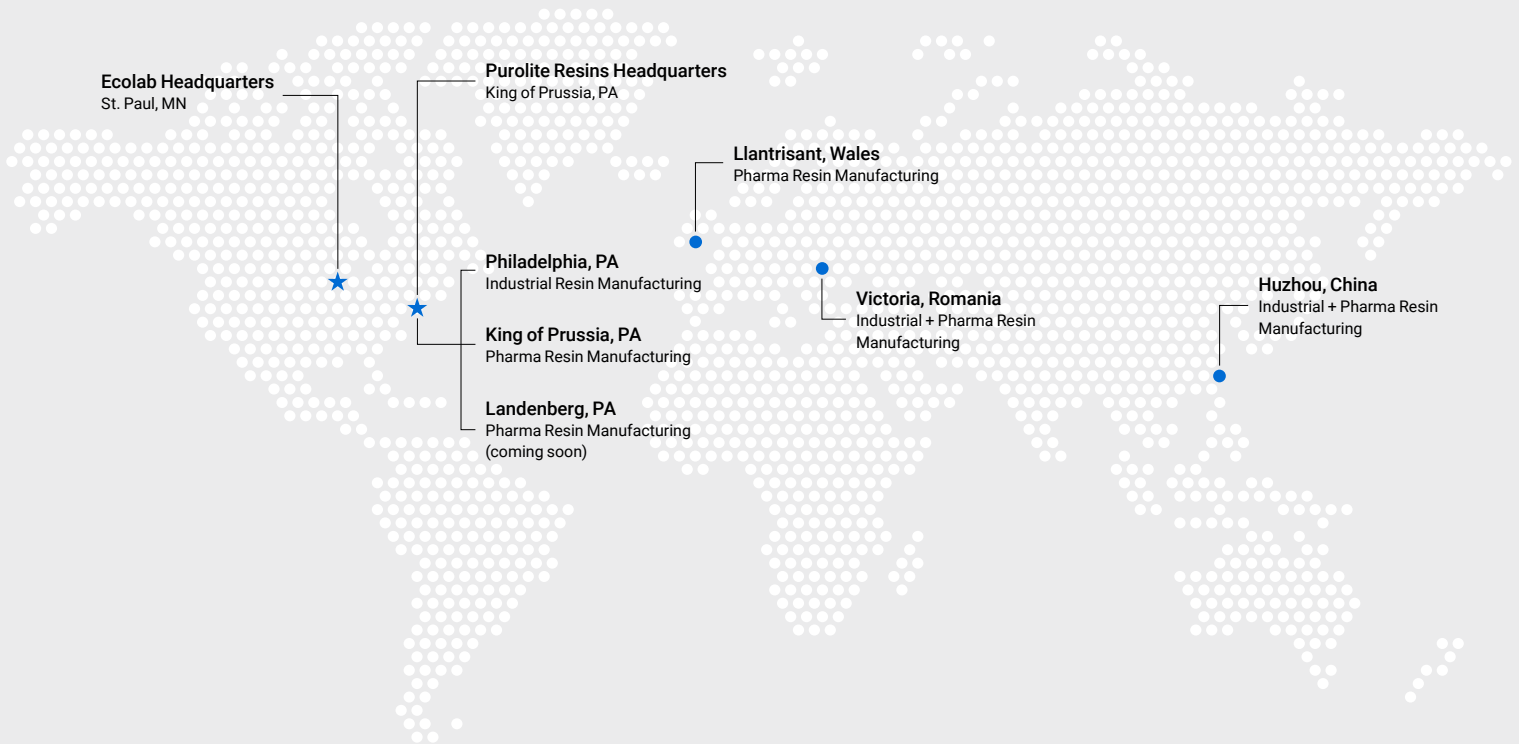 Ecolab Headquarters
St. Paul, MN
Purolite Resins Headquarters
King of Prussia, PA
Llantrisant, Wales
Pharma Resin Manufacturing
Philadelphia, PA
Industrial Resin Manufacturing
King of Prussia, PA
Pharma Resin Manufacturing
Landenberg, PA
Pharma Resin Manufacturing
(coming soon)
Victoria, Romania
Industrial + Pharma Resin
Manufacturing
Huzhou, China
Industrial + Pharma Resin
Manufacturing